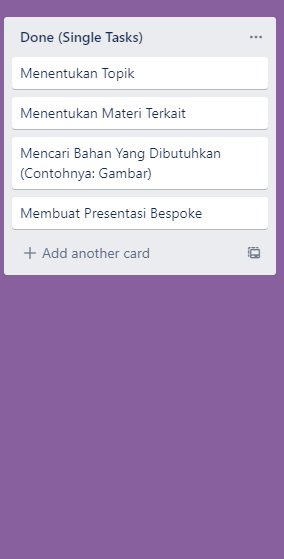 Done (Single Tasks)
Menentukan Topik
Menentukan Materi Terkait
Mencari Bahan Yang Dibutuhkan
(Contohnya: Gambar)
Membuat Presentasi Bespoke
Add another card